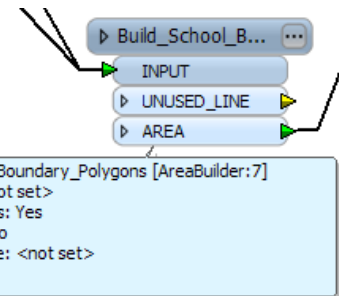 Build_School_B... ...
INPUT
UNUSED_LINE
AREA
Boundary_Polygons [AreaBuilder:7]
ot set>
s: Yes
o
e: <not set>